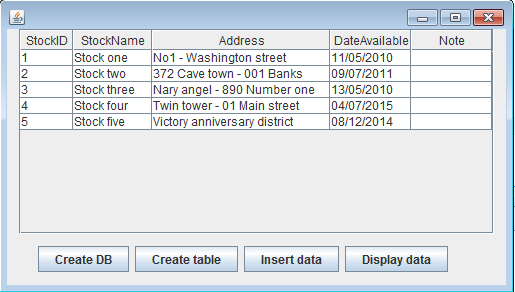 StockID StockName Address DateAvailable Note
1 Stock one No1 - Washington street 11/05/2010
2 Stock two 372 Cave town - 001 Banks 09/07/2011
3 Stock three Nary angel - 890 Number one 13/05/2010
4 Stock four Twin tower - 01 Main street 04/07/2015
5 Stock five Victory anniversary district 08/12/2014
Create DB Create table Insert data Display data